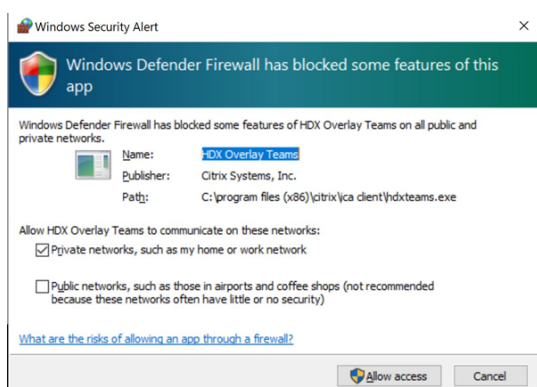 Windows Security Alert
Windows Defender Firewall has blocked some features of this
app
Windows Defender Firewall has blocked some features of HDX Overlay Teams on all public and
private networks.
Name: HDX Overlay Teams
Publisher: Citrix Systems, Inc.
Path: C:\program files (x86)\citrix\ica client\hdxteams.exe
Allow HDX Overlay Teams to communicate on these networks:
Private networks, such as my home or work network
Public networks, such as those in airports and coffee shops (not recommended
because these networks often have little or no security)
What are the risks of allowing an app through a firewall?
Allow access Cancel